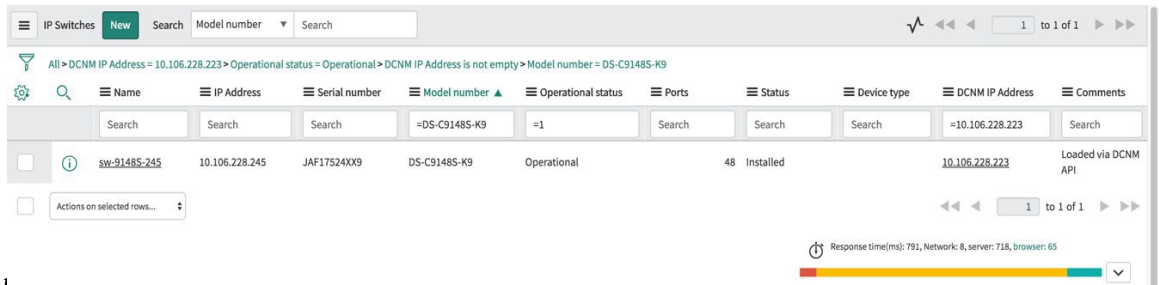 IP Switches New Search Model number Search 1 to 1 of 1
All > DCNM IP Address = 10.106.228.223 > Operational status = Operational > DCNM IP Address is not empty > Model number = DS-C9148S-K9
Name IP Address Serial number Model number ▲ Operational status Ports Status Device type DCNM IP Address Comments
Search Search Search =DS-C9148S-K9 =1 Search Search Search =10.106.228.223 Search
sw-9148S-245 10.106.228.245 JAF17524XX9 DS-C9148S-K9 Operational 48 Installed 10.106.228.223 Loaded via DCNM
API
Actions on selected rows... 1 to 1 of 1
Response time(ms): 791, Network: 8, server: 718, browser: 65
1